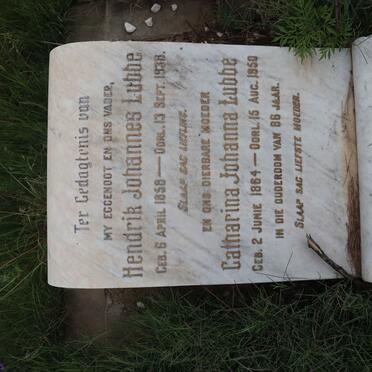 Ter Gedagtenis van
MY EGGENOOT EN ONS VADER,
Hendrik Johannes Lubbe
GEB. 6 APRIL 1858 — OORL. 13 SEPT. 1938.
SLAAP SAG LIEFLING.
EN ONS DIERBARE MOEDER
Catharina Johanna Lubbe
GEB. 2 JUNIE 1864 — OORL. 15 AUG. 1950
IN DIE OUDERDOM VAN 86 JAAR.
SLAAP SAG LIEFSTE MOEDER.